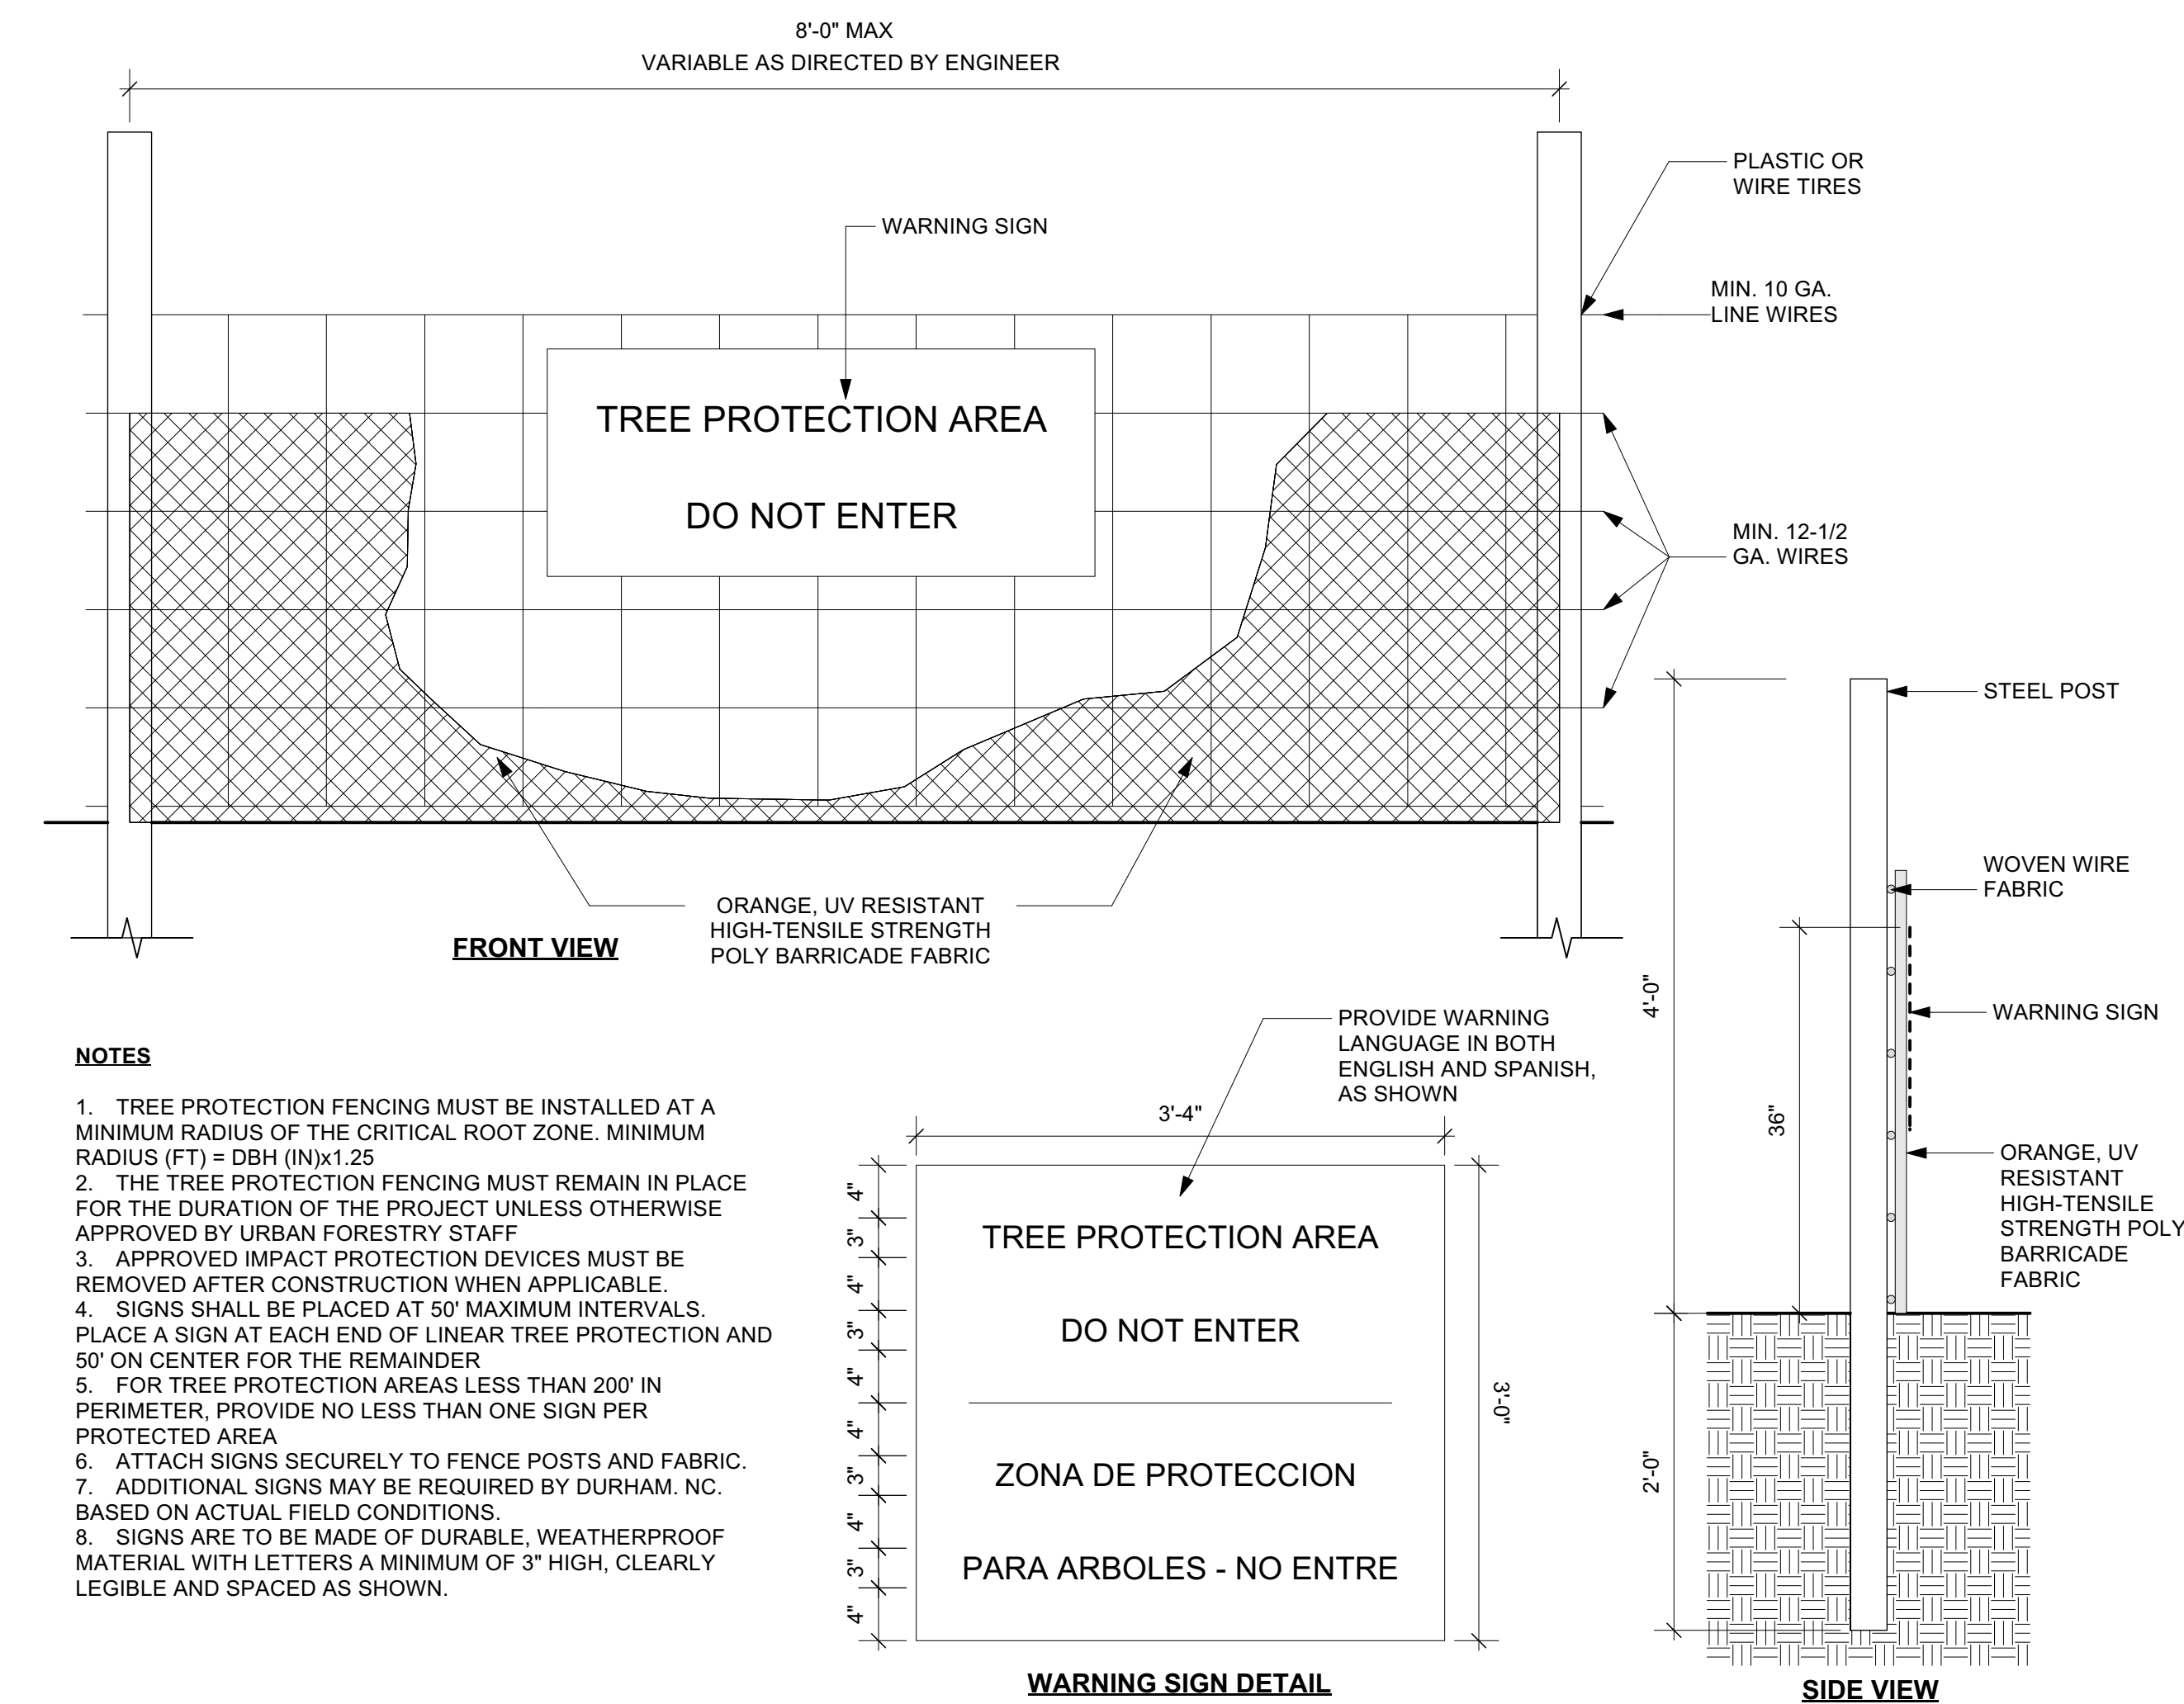 8'-0" MAX
VARIABLE AS DIRECTED BY ENGINEER
PLASTIC OR
WIRE TIRES
WARNING SIGN
MIN. 10 GA.
LINE WIRES
TREE PROTECTION AREA
DO NOT ENTER
MIN. 12-1/2
GA. WIRES
ORANGE, UV RESISTANT
HIGH-TENSILE STRENGTH
POLY BARRICADE FABRIC
FRONT VIEW
NOTES
1. TREE PROTECTION FENCING MUST BE INSTALLED AT A
MINIMUM RADIUS OF THE CRITICAL ROOT ZONE. MINIMUM
RADIUS (FT) = DBH (IN)x1.25
2. THE TREE PROTECTION FENCING MUST REMAIN IN PLACE
FOR THE DURATION OF THE PROJECT UNLESS OTHERWISE
APPROVED BY URBAN FORESTRY STAFF
3. APPROVED IMPACT PROTECTION DEVICES MUST BE
REMOVED AFTER CONSTRUCTION WHEN APPLICABLE.
4. SIGNS SHALL BE PLACED AT 50' MAXIMUM INTERVALS.
PLACE A SIGN AT EACH END OF LINEAR TREE PROTECTION AND
50' ON CENTER FOR THE REMAINDER
5. FOR TREE PROTECTION AREAS LESS THAN 200' IN
PERIMETER, PROVIDE NO LESS THAN ONE SIGN PER
PROTECTED AREA
6. ATTACH SIGNS SECURELY TO FENCE POSTS AND FABRIC.
7. ADDITIONAL SIGNS MAY BE REQUIRED BY DURHAM. NC.
BASED ON ACTUAL FIELD CONDITIONS.
8. SIGNS ARE TO BE MADE OF DURABLE, WEATHERPROOF
MATERIAL WITH LETTERS A MINIMUM OF 3" HIGH, CLEARLY
LEGIBLE AND SPACED AS SHOWN.
PROVIDE WARNING
LANGUAGE IN BOTH
ENGLISH AND SPANISH,
AS SHOWN
3'-4"
4"
3"
4"
3"
4"
4"
3"
4"
3"
4"
TREE PROTECTION AREA
DO NOT ENTER
ZONA DE PROTECCION
PARA ARBOLES - NO ENTRE
3'-0"
WARNING SIGN DETAIL
STEEL POST
WOVEN WIRE
FABRIC
4'-0"
WARNING SIGN
36"
ORANGE, UV
RESISTANT
HIGH-TENSILE
STRENGTH POLY
BARRICADE
FABRIC
2'-0"
SIDE VIEW